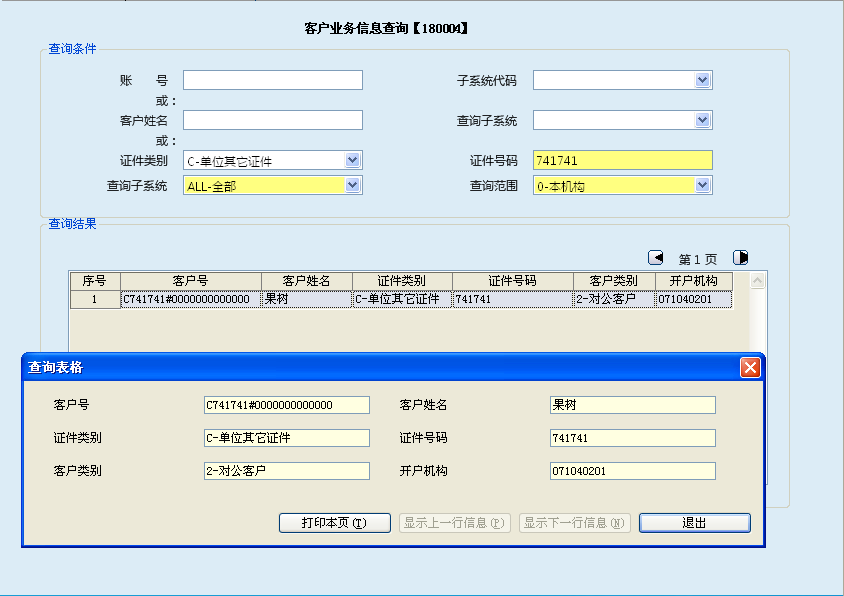 客户业务信息查询【180004】
查询条件
账 号 子系统代码
或：
客户姓名 查询子系统
或：
证件类别 C-单位其它证件 证件号码 741741
查询子系统 ALL-全部 查询范围 0-本机构
查询结果
第 1 页
序号 客户号 客户姓名 证件类别 证件号码 客户类别 开户机构
1 C741741#0000000000000 果树 C-单位其它证件 741741 2-对公客户 071040201
查询表格
客户号 C741741#0000000000000 客户姓名 果树
证件类别 C-单位其它证件 证件号码 741741
客户类别 2-对公客户 开户机构 071040201
打印本页(T) 显示上一行信息(P) 显示下一行信息(N) 退出